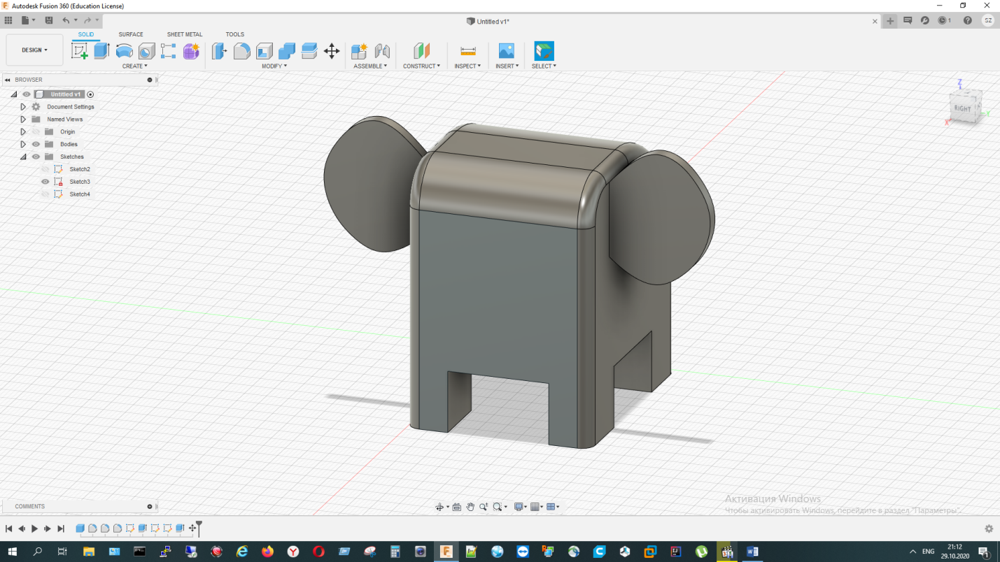 Autodesk Fusion 360 (Education License)
Untitled v1*
1
SZ
DESIGN
SOLID
SURFACE
SHEET METAL
TOOLS
CREATE
MODIFY
ASSEMBLE
CONSTRUCT
INSPECT
INSERT
SELECT
BROWSER
Untitled v1
Document Settings
Named Views
Origin
Bodies
Sketches
Sketch2
Sketch3
Sketch4
Z
RIGHT
Y
X
COMMENTS
Активация Windows
Чтобы активировать Windows, перейдите в раздел "Параметры".
ENG
21:12
29.10.2020
1